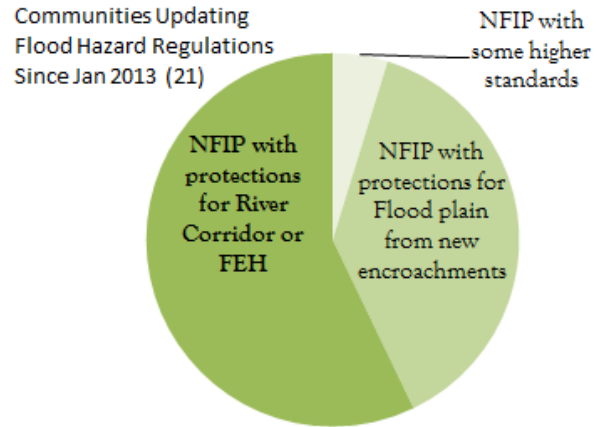 Communities Updating
Flood Hazard Regulations
Since Jan 2013 (21)
NFIP with
some higher
standards
NFIP with
protections
for River
Corridor or
FEH
NFIP with
protections for
Flood plain
from new
encroachments